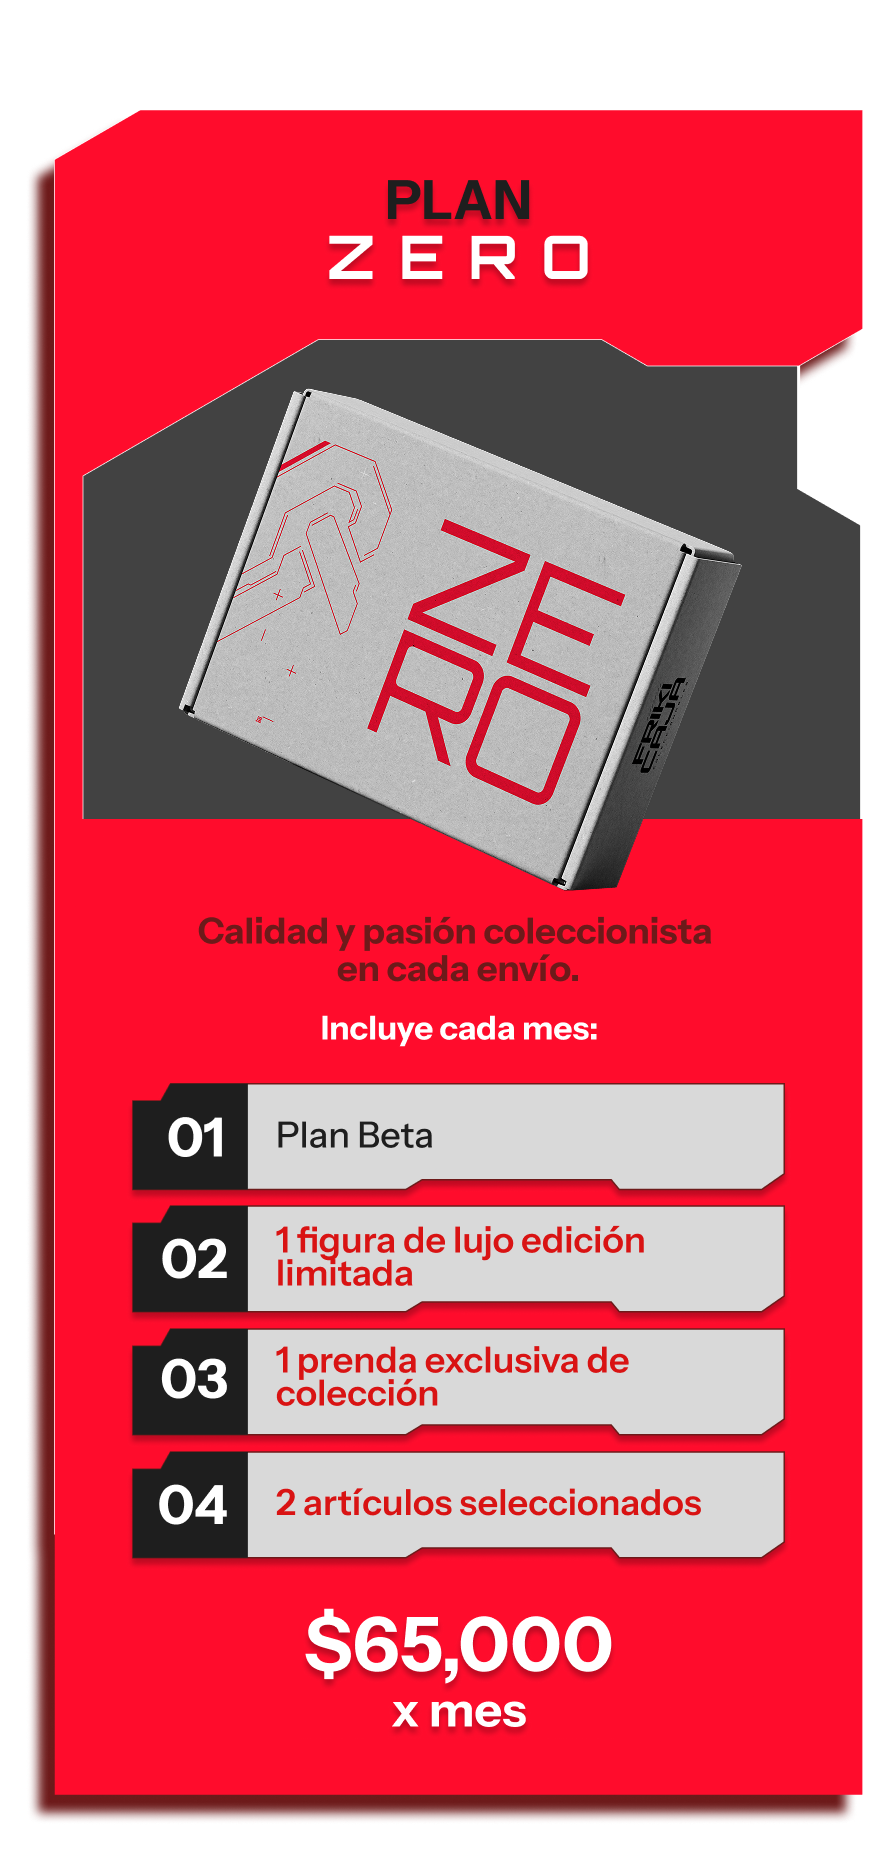 PLAN
ZERO
ZE
RO
FRIKI
CAJA
Calidad y pasión coleccionista
en cada envío.
Incluye cada mes:
01
Plan Beta
02
1 figura de lujo edición
limitada
03
1 prenda exclusiva de
colección
04
2 artículos seleccionados
$65,000
x mes